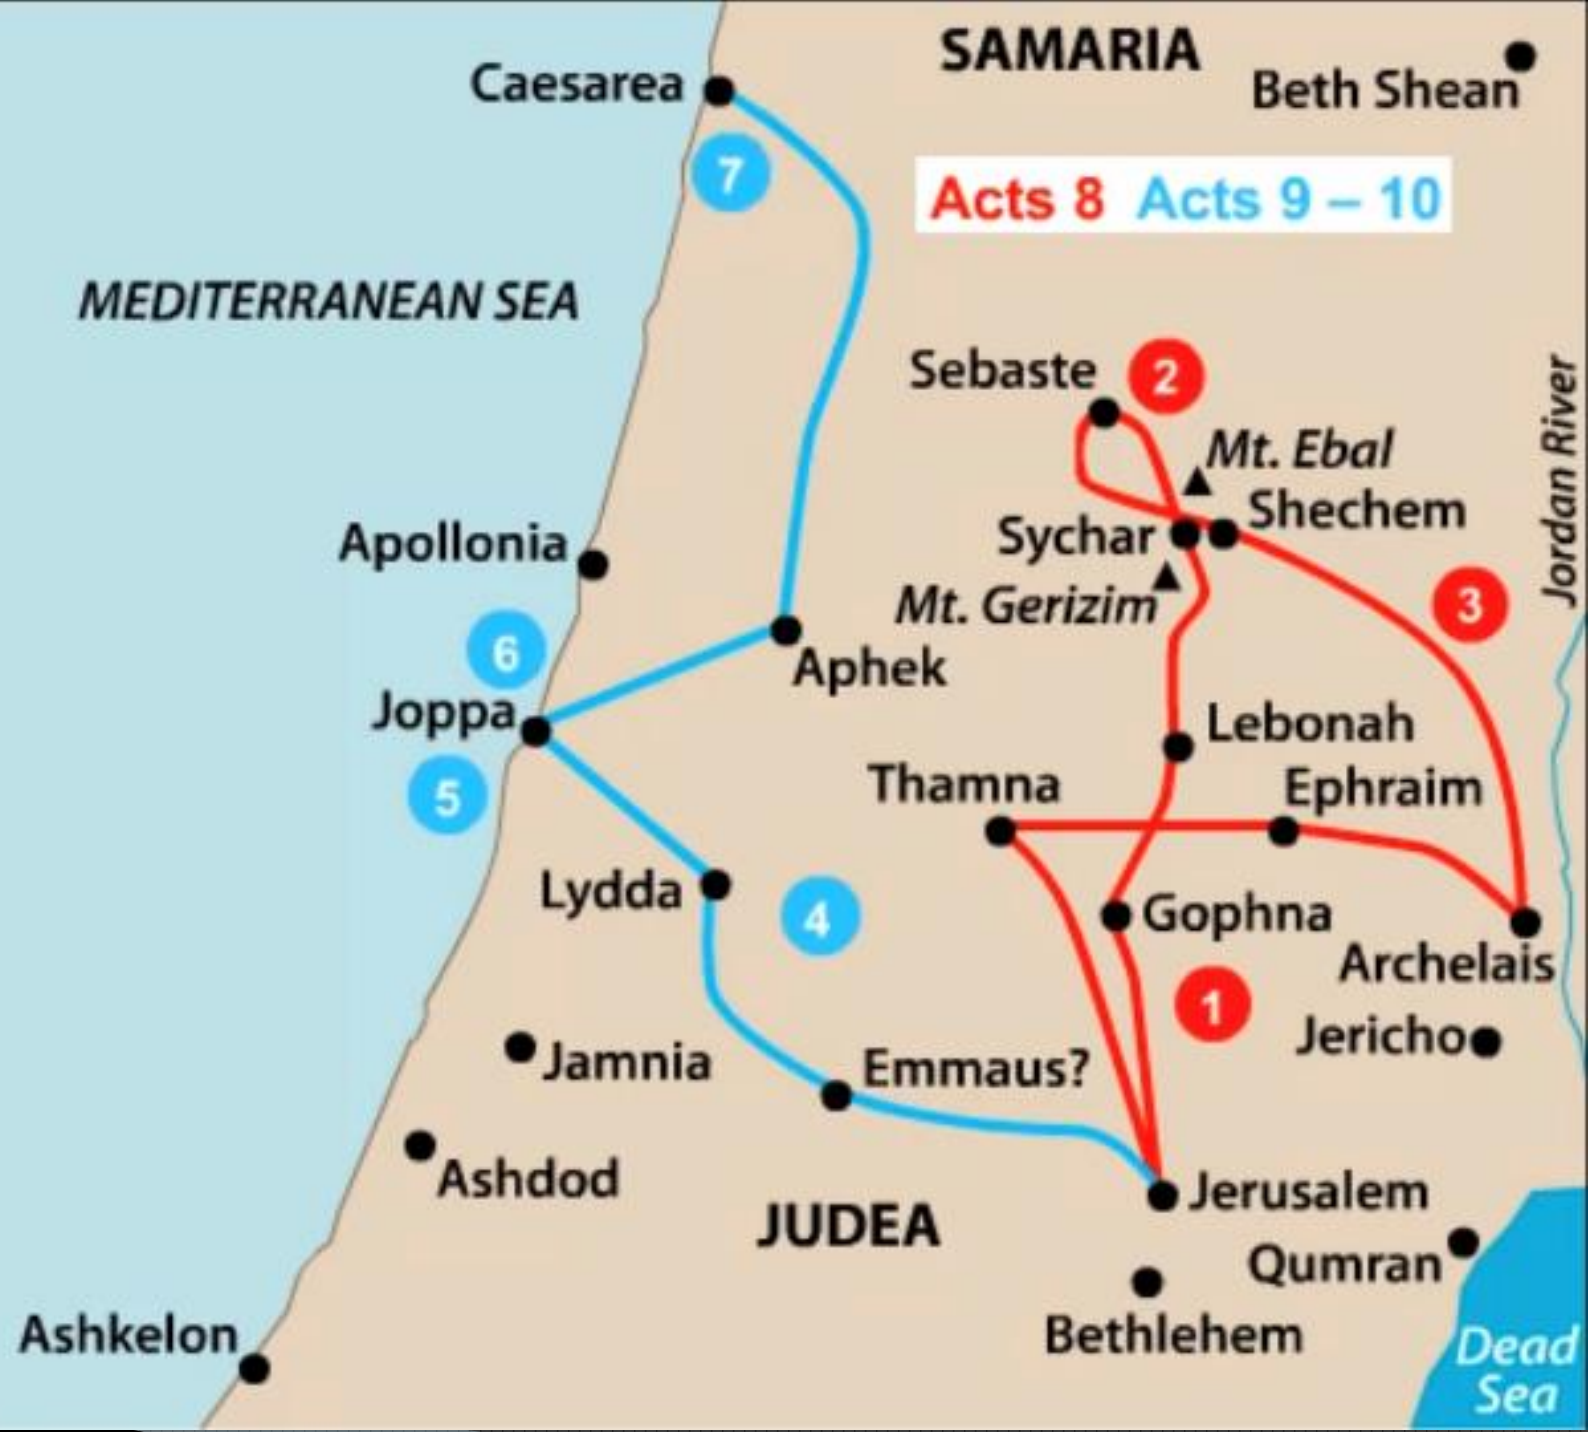 SAMARIA
Caesarea
Beth Shean
7
Acts 8 Acts 9 – 10
MEDITERRANEAN SEA
Sebaste
2
Jordan River
Mt. Ebal
Shechem
Sychar
Apollonia
Mt. Gerizim
3
6
Aphek
Joppa
Lebonah
Thamna
Ephraim
5
Lydda
4
Gophna
Archelais
1
Jericho
Jamnia
Emmaus?
Ashdod
Jerusalem
JUDEA
Qumran
Ashkelon
Bethlehem
Dead
Sea